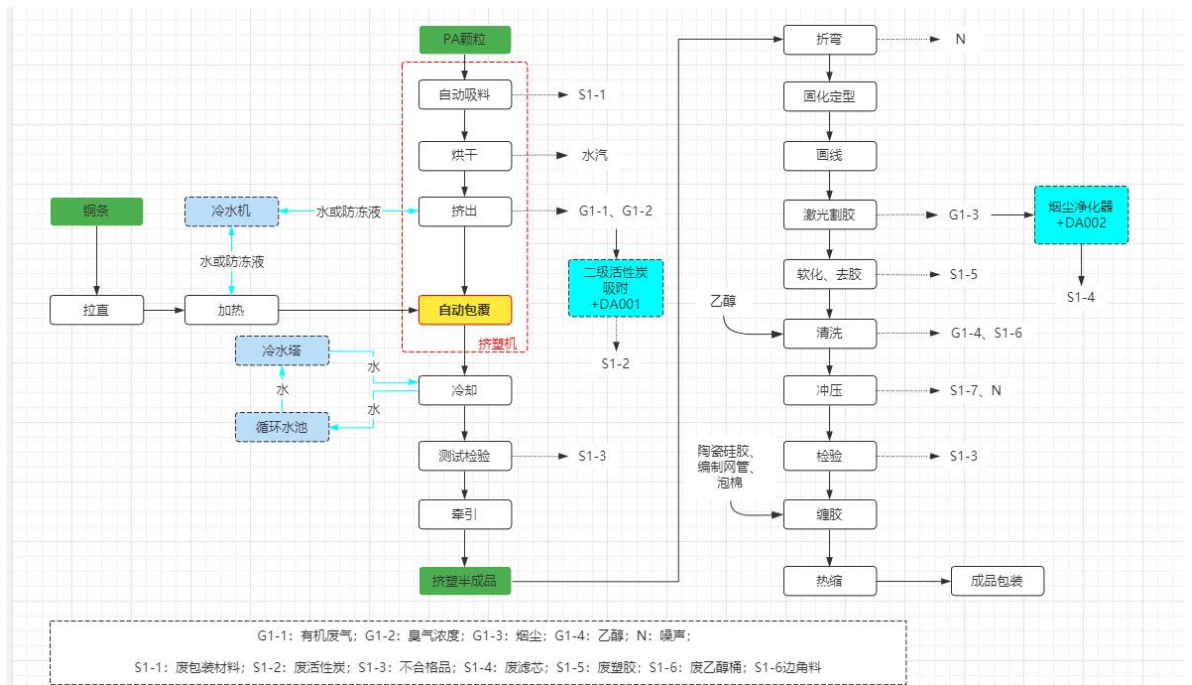 PA颗粒
自动吸料
S1-1
烘干
水汽
铜条
冷水机
水或防冻液
挤出
G1-1、G1-2
水或防冻液
二级活性炭
吸附
+DA001
拉直
加热
自动包覆
挤塑机
S1-2
冷水塔
水
冷却
水
水
循环水池
测试检验
S1-3
牵引
挤塑半成品
折弯
N
固化定型
画线
激光割胶
G1-3
烟尘净化器
+DA002
软化、去胶
S1-5
S1-4
乙醇
清洗
G1-4、S1-6
冲压
S1-7、N
陶瓷硅胶、
编制网管、
泡棉
检验
S1-3
缠胶
热缩
成品包装
G1-1：有机废气；G1-2：臭气浓度；G1-3：烟尘；G1-4：乙醇；N：噪声；
S1-1：废包装材料；S1-2：废活性炭；S1-3：不合格品；S1-4：废滤芯；S1-5：废塑胶；S1-6：废乙醇桶；S1-6边角料